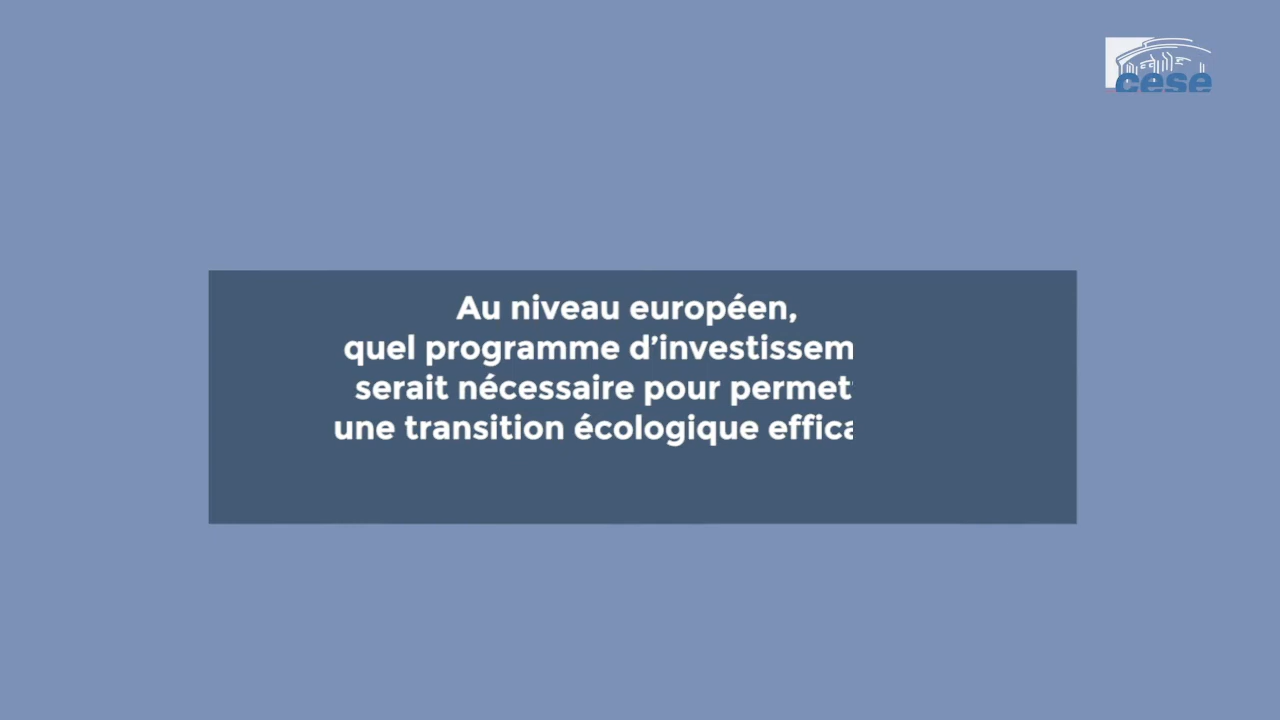 cese
Au niveau européen,
quel programme d’investissem
serait nécessaire pour permet
une transition écologique effica